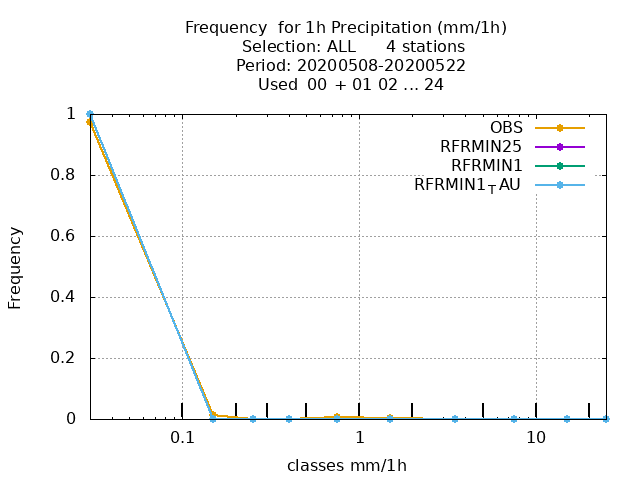 Frequency  for 1h Precipitation (mm/1h)
Selection: ALL      4 stations
Period: 20200508-20200522
Used  00  + 01 02 ... 24
1
0.8
0.6
0.4
0.2
0
Frequency
OBS
RFRMIN25
RFRMIN1
RFRMIN1TAU
0.1
1
10
classes mm/1h